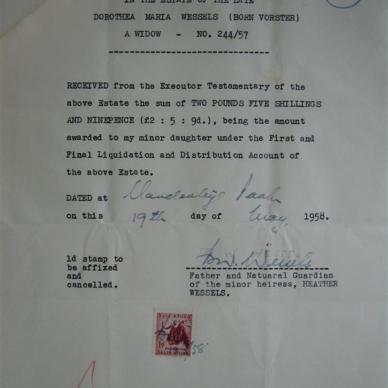 IN THE ESTATE OF THE LATE
DOROTHEA MARIA WESSELS (BORN VORSTER)
A WIDOW - NO. 244/57
RECEIVED from the Executor Testamentary of the
above Estate the sum of TWO POUNDS FIVE SHILLINGS
AND NINEPENCE (£2 : 5 : 9d.), being the amount
awarded to my minor daughter under the First and
Final Liquidation and Distribution Account of
the above Estate.
DATED at
on this 19th day of May, 1958.
1d stamp to
be affixed
and
cancelled.
Father and Natuaral Guardian
of the minor heiress, HEATHER
WESSELS.